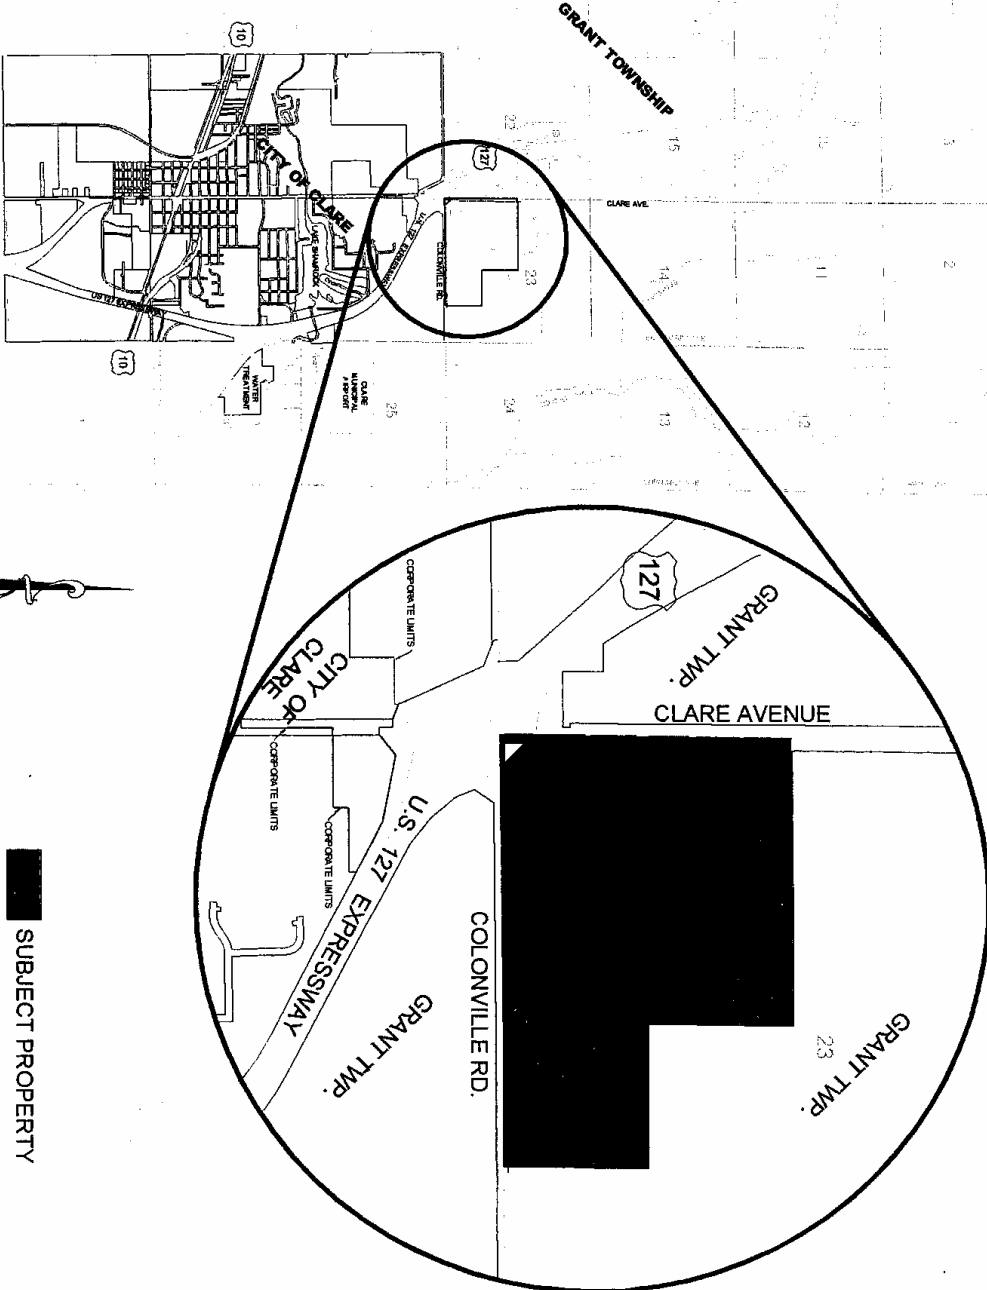 GRANT TOWNSHIP
10
CITY OF CLARE
127
CLARE AVE.
U.S. 127 EXPRESSWAY
COLONVILLE RD.
LAKE SHAMROCK
US 127 EXPRESSWAY
10
WATER
TREATMENT
CLARE
MUNICIPAL
AIRPORT
22
15
3
23
14
11
2
25
24
13
12
127
GRANT TWP.
CORPORATE LIMITS
CITY OF
CLARE
CLARE AVENUE
CORPORATE LIMITS
CORPORATE LIMITS
U.S. 127 EXPRESSWAY
COLONVILLE RD.
GRANT TWP.
23
GRANT TWP.
SUBJECT PROPERTY